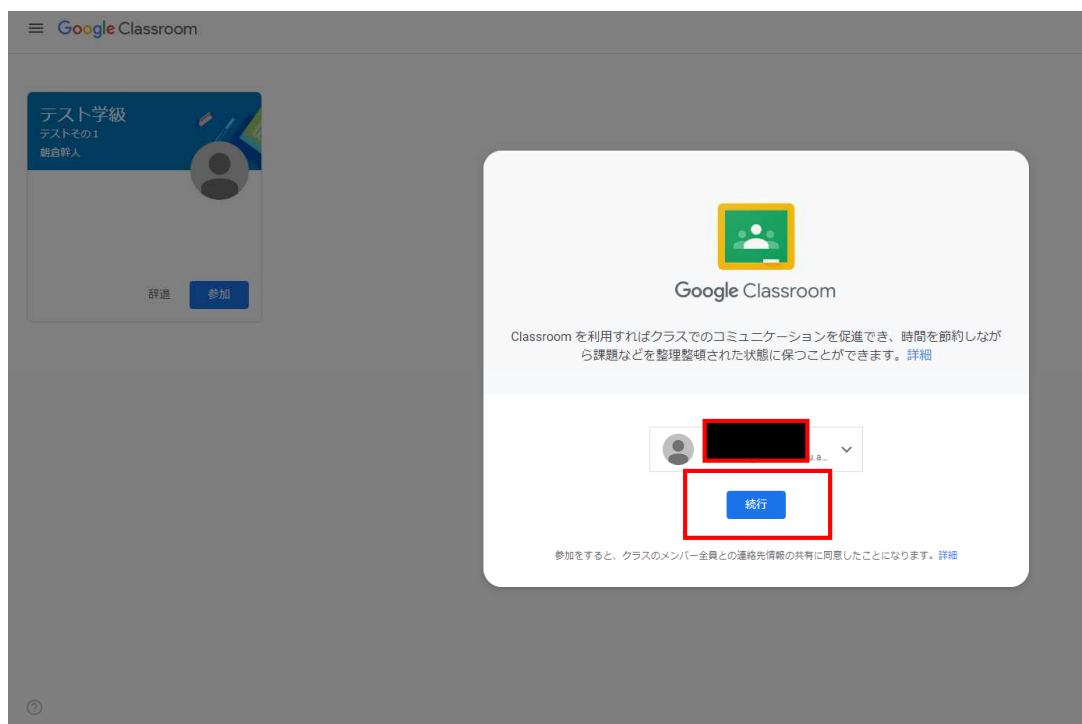 Google Classroom
テスト学級
テストその1
朝倉幹人
辞退
参加
Google Classroom
Classroom を利用すればクラスでのコミュニケーションを促進でき、時間を節約しなが
ら課題などを整理整頓された状態に保つことができます。詳細
続行
参加をすると、クラスのメンバー全員との連絡先情報の共有に同意したことになります。詳細